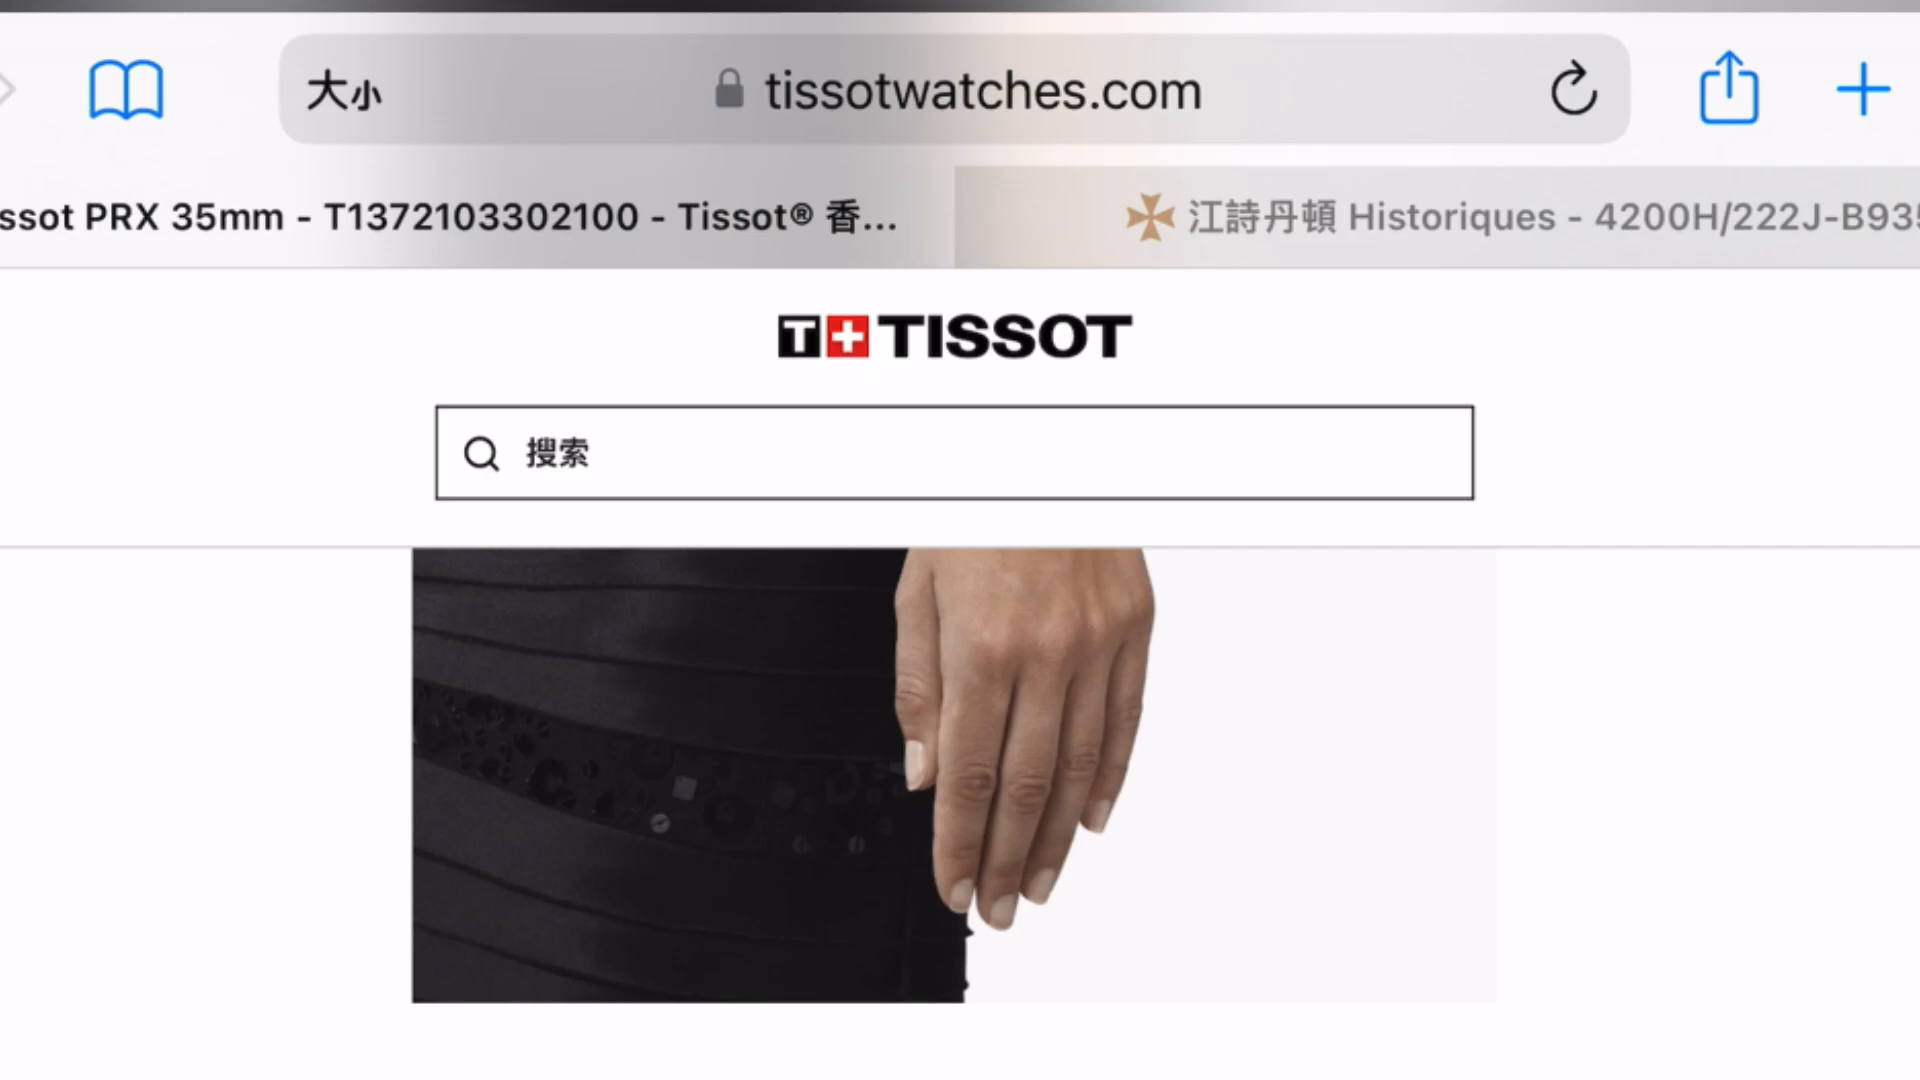 大小
tissotwatches.com
ssot PRX 35mm - T1372103302100 - Tissot® 香...
江詩丹頓 Historiques - 4200H/222J-B935
T+ TISSOT
搜索